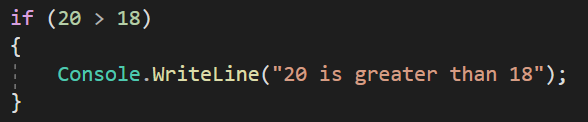 if (20 > 18)
{
    Console.WriteLine("20 is greater than 18");
}